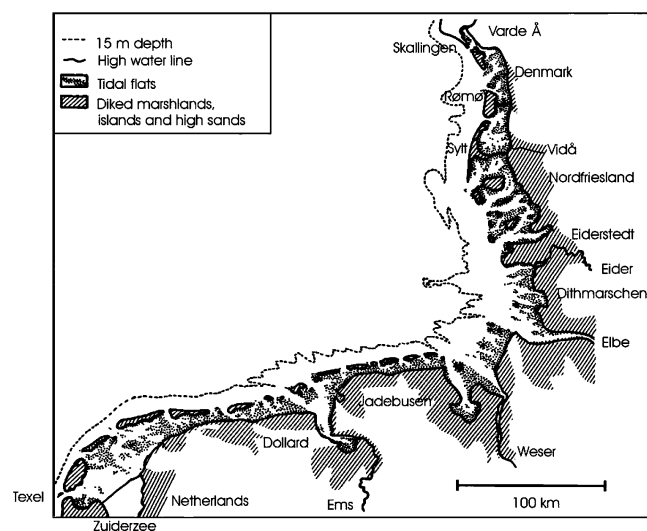 15 m depth
High water line
Tidal flats
Diked marshlands,
islands and high sands
Varde Å
Skallingen
Denmark
Rømø
Sylt
Vidå
Nordfriesland
Eiderstedt
Eider
Dithmarschen
Elbe
Jadebusen
Dollard
Weser
Texel
Netherlands
Ems
100 km
Zuiderzee